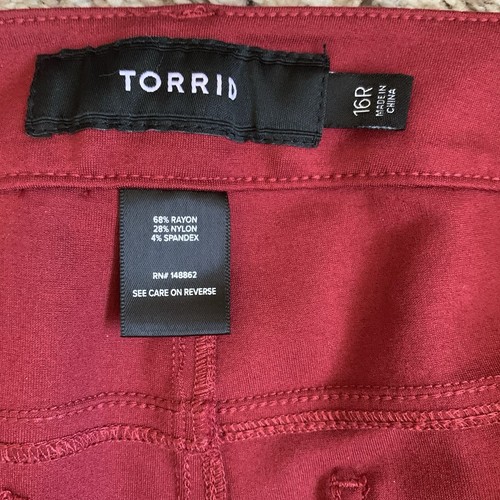 TORRID
16R
MADE IN
CHINA
68% RAYON
28% NYLON
4% SPANDEX
RN# 148862
SEE CARE ON REVERSE